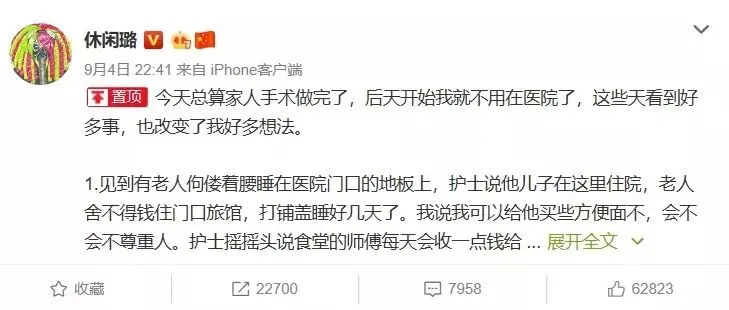 休闲璐
9月4日 22:41 来自 iPhone客户端
置顶 今天总算家人手术做完了，后天开始我就不用在医院了，这些天看到好
多事，也改变了我好多想法。
1.见到有老人佝偻着腰睡在医院门口的地板上，护士说他儿子在这里住院，老人
舍不得钱住门口旅馆，打铺盖睡好几天了。我说我可以给他买些方便面不，会不
会不尊重人。护士摇摇头说食堂的师傅每天会收一点钱给 ... 展开全文
收藏 22700 7958 62823